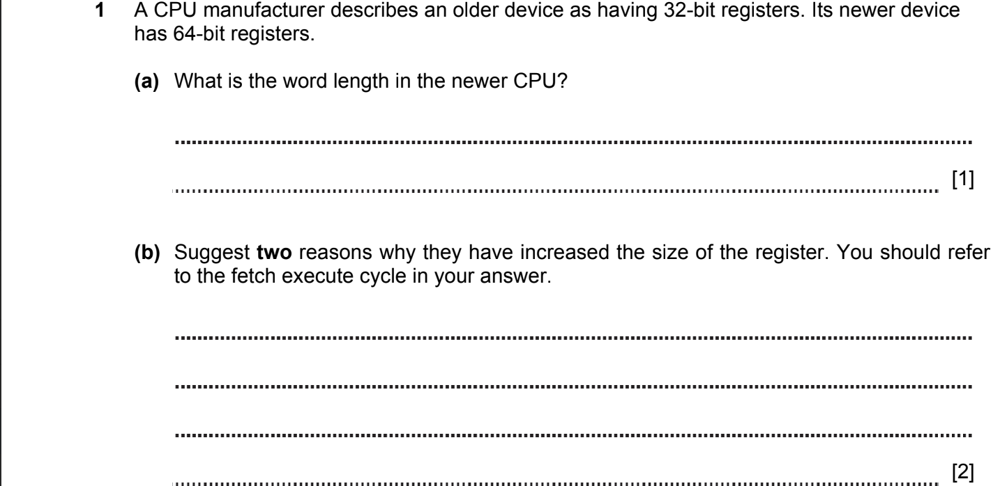 1 A CPU manufacturer describes an older device as having 32-bit registers. Its newer device
has 64-bit registers.
(a) What is the word length in the newer CPU?
[1]
(b) Suggest two reasons why they have increased the size of the register. You should refer
to the fetch execute cycle in your answer.
[2]